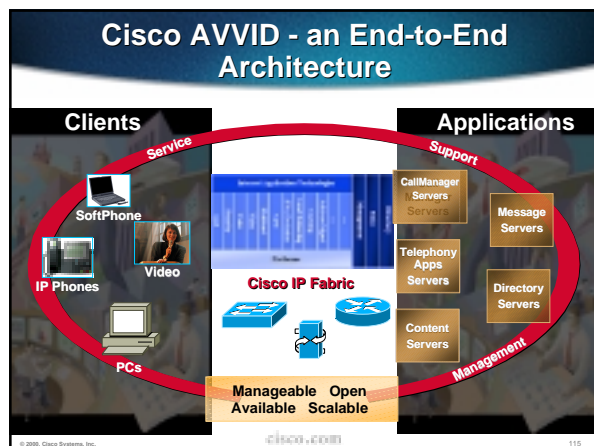 Cisco AVVID - an End-to-End
Architecture
Clients
Applications
Service
Support
SoftPhone
IP Phones
Video
PCs
Cisco IP Fabric
CallManager
Servers
Message
Servers
Telephony
Apps
Servers
Directory
Servers
Content
Servers
Management
Manageable Open
Available Scalable
© 2000, Cisco Systems, Inc.
cisco.com
115